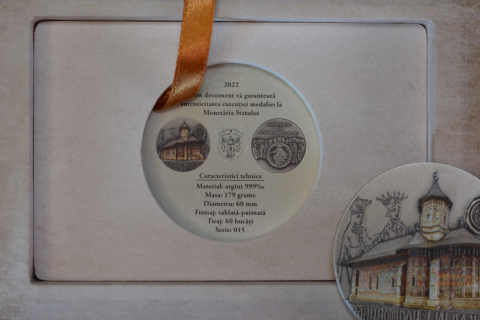 2022
document vă garantează
autenticitatea execuției medaliei la
Monetăria Statului
Caracteristici tehnice
Material: argint 999‰
Masa: 179 grame
Diametru: 60 mm
Finisaj: sablată-patinată
Tiraj: 60 bucăți
Serie: 015